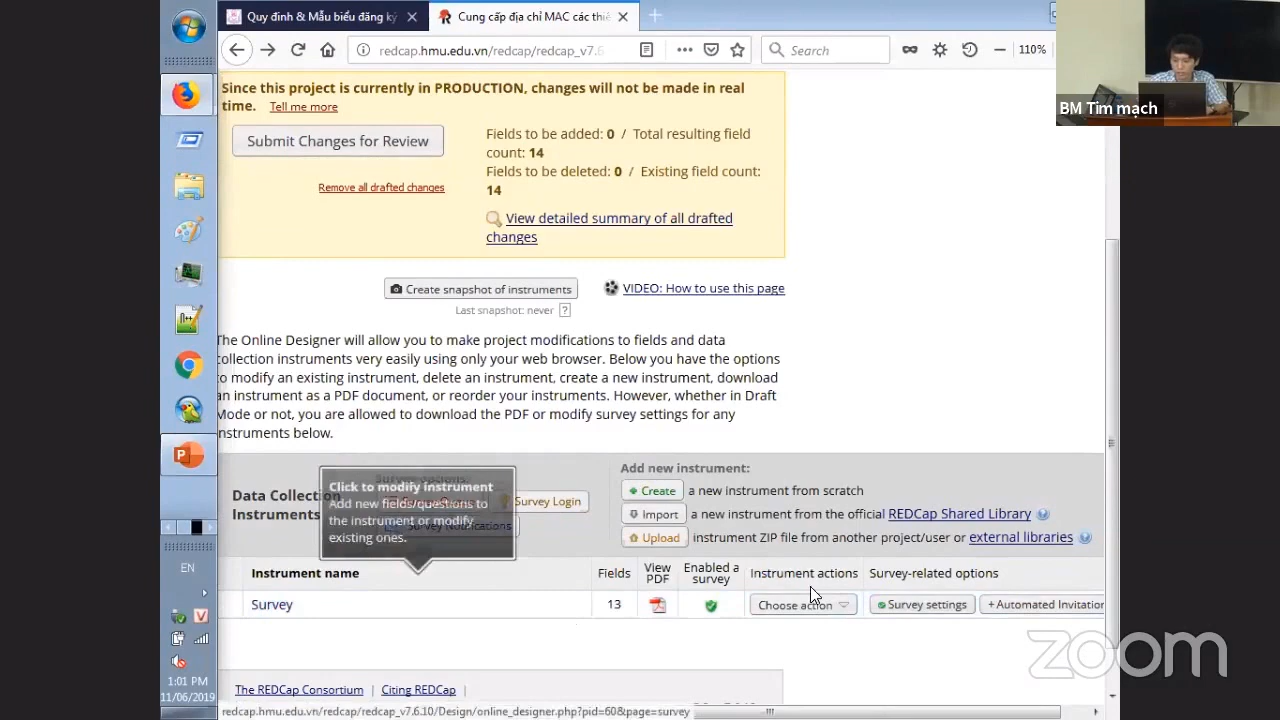 Quy định & Mẫu biểu đăng ký
Cung cấp địa chỉ MAC các thiế
redcap.hmu.edu.vn/redcap/redcap_v7.6
Search
110%
BM Tim mạch
Since this project is currently in PRODUCTION, changes will not be made in real
time. Tell me more
Submit Changes for Review
Remove all drafted changes
Fields to be added: 0 / Total resulting field
count: 14
Fields to be deleted: 0 / Existing field count:
14
View detailed summary of all drafted
changes
Create snapshot of instruments
VIDEO: How to use this page
Last snapshot: never ?
The Online Designer will allow you to make project modifications to fields and data
collection instruments very easily using only your web browser. Below you have the options
to modify an existing instrument, delete an instrument, create a new instrument, download
an instrument as a PDF document, or reorder your instruments. However, whether in Draft
Mode or not, you are allowed to download the PDF or modify survey settings for any
instruments below.
Data Collection
Instruments
Click to modify instrument
Add new fields/questions to
the instrument or modify
existing ones.
Survey Login
Survey Notifications
Add new instrument:
Create a new instrument from scratch
Import a new instrument from the official REDCap Shared Library
Upload instrument ZIP file from another project/user or external libraries
Instrument name Fields View PDF Enabled a survey Instrument actions Survey-related options
Survey 13 Choose action Survey settings +Automated Invitation
The REDCap Consortium | Citing REDCap |
redcap.hmu.edu.vn/redcap/redcap_v7.6.10/Design/online_designer.php?pid=60&page=survey
EN
1:01 PM
11/06/2019
zoom